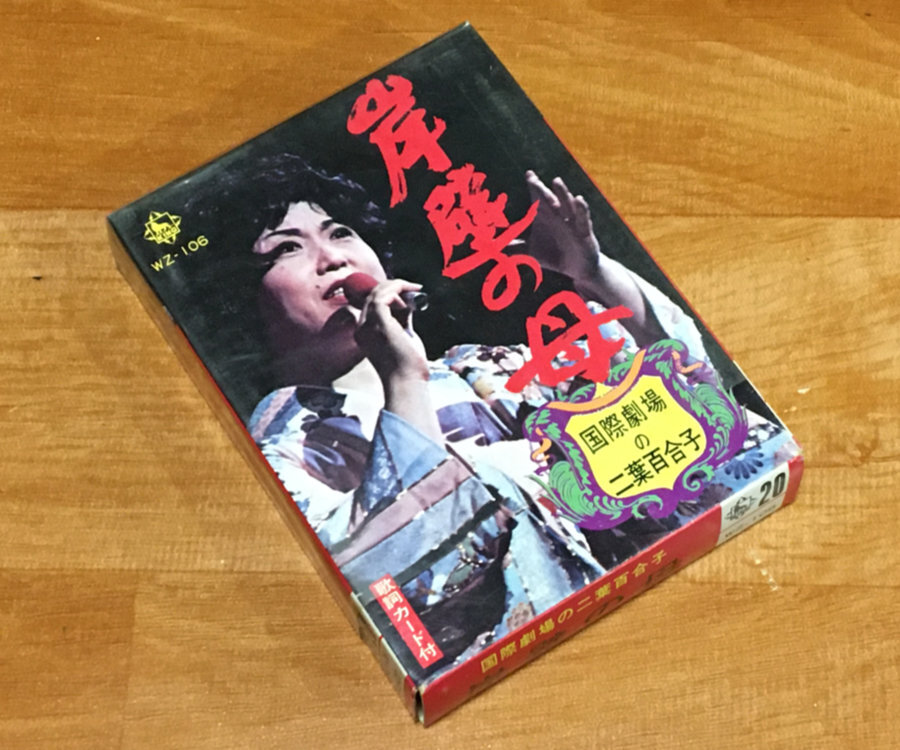 WZ-106
岸壁の母
国際劇場
の
二葉百合子
歌詞カード付
国際劇場の二葉百合子
20